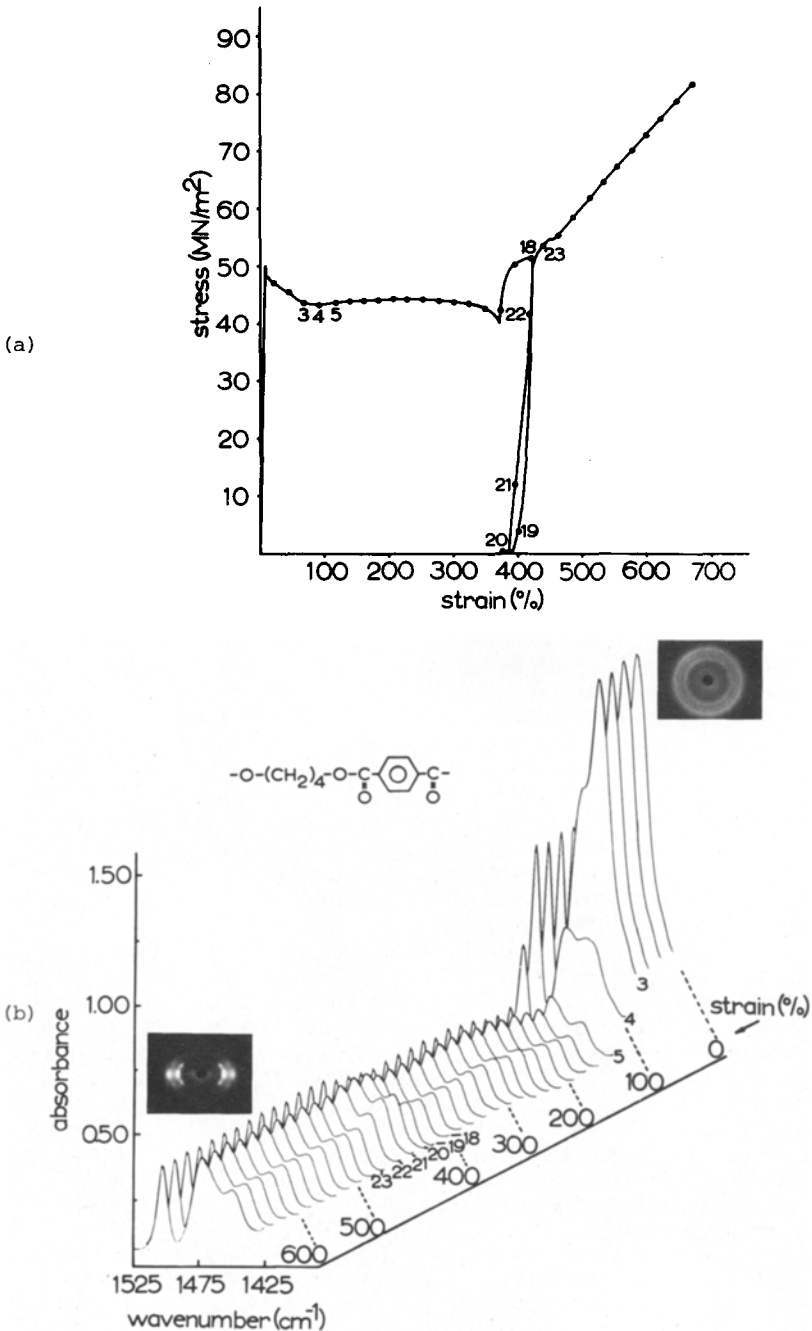 (a)
stress (MN/m²)
90
80
70
60
50
40
30
20
10
3 4 5
18
23
22
21
20
19
100 200 300 400 500 600 700
strain (%)
(b)
-O-(CH₂)₄-O-C-
-C-
O
O
absorbance
1.50
1.00
050
3
4
5
23 22 21 20 19 18
strain (%)
0
100
200
300
400
500
600
1525 1475 1425
wavenumber (cm⁻¹)